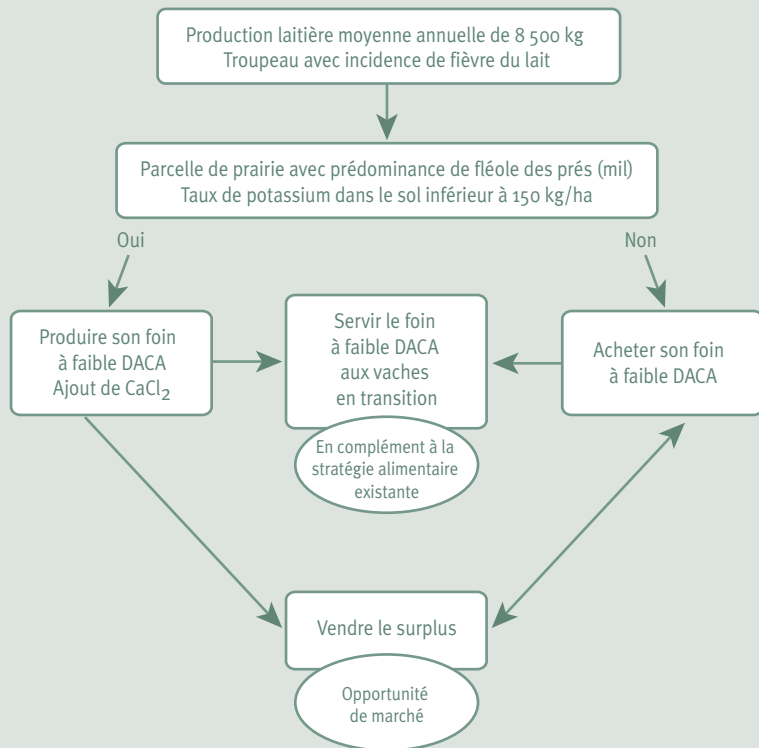 Production laitière moyenne annuelle de 8 500 kg
Troupeau avec incidence de fièvre du lait
Parcelle de prairie avec prédominance de fléole des prés (mil)
Taux de potassium dans le sol inférieur à 150 kg/ha
Oui
Non
Produire son foin
à faible DACA
Ajout de CaCl₂
Servir le foin
à faible DACA
aux vaches
en transition
Acheter son foin
à faible DACA
En complément à la
stratégie alimentaire
existante
Vendre le surplus
Opportunité
de marché